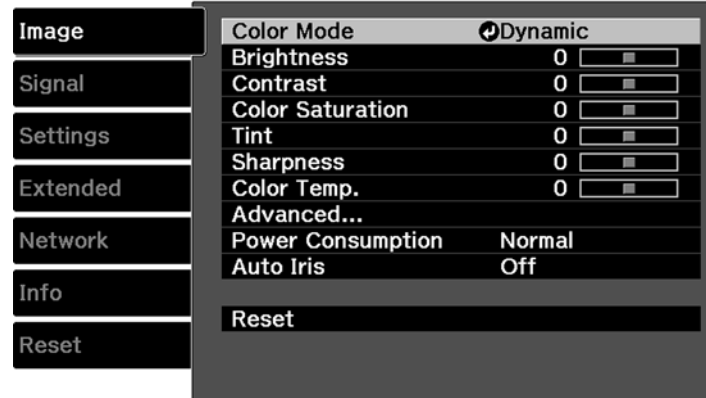 Image
Signal
Settings
Extended
Network
Info
Reset
Color Mode Dynamic
Brightness 0
Contrast 0
Color Saturation 0
Tint 0
Sharpness 0
Color Temp. 0
Advanced...
Power Consumption Normal
Auto Iris Off
Reset